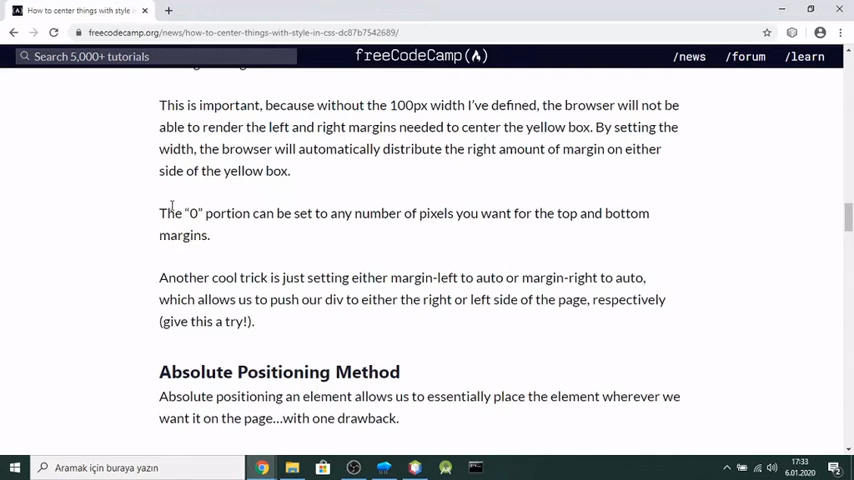 How to center things with style in
freecodecamp.org/news/how-to-center-things-with-style-in-css-dc87b7542689/
Search 5,000+ tutorials
freeCodeCamp
/news
/forum
/learn
This is important, because without the 100px width I've defined, the browser will not be
able to render the left and right margins needed to center the yellow box. By setting the
width, the browser will automatically distribute the right amount of margin on either
side of the yellow box.
The “0” portion can be set to any number of pixels you want for the top and bottom
margins.
Another cool trick is just setting either margin-left to auto or margin-right to auto,
which allows us to push our div to either the right or left side of the page, respectively
(give this a try!).
Absolute Positioning Method
Absolute positioning an element allows us to essentially place the element wherever we
want it on the page…with one drawback.
Aramak için buraya yazın
17:33
6.01.2020